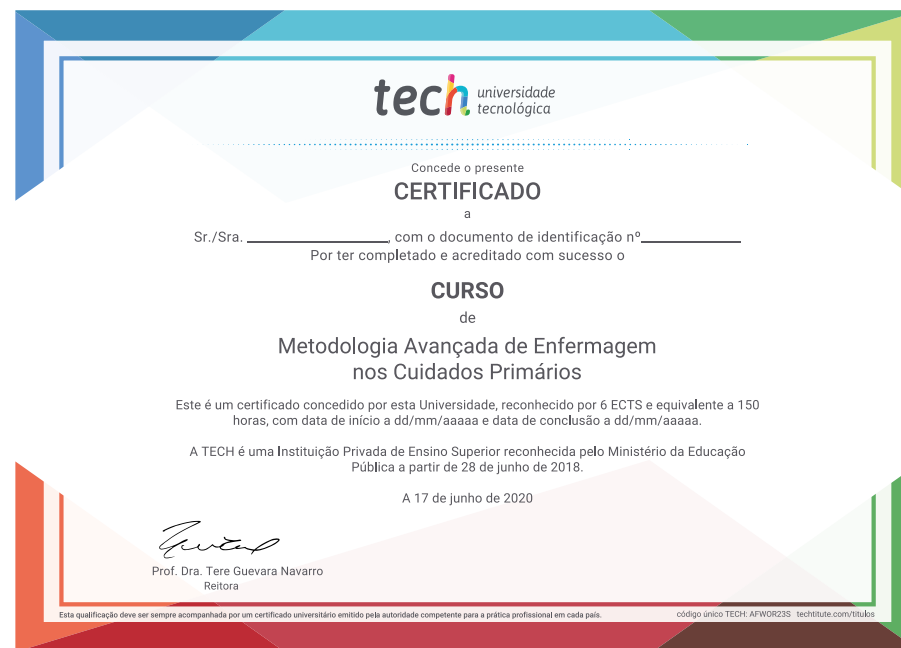 tech universidade
tecnológica
Concede o presente
CERTIFICADO
a
Sr./Sra. ____________, com o documento de identificação nº____________
Por ter completado e acreditado com sucesso o
CURSO
de
Metodologia Avançada de Enfermagem
nos Cuidados Primários
Este é um certificado concedido por esta Universidade, reconhecido por 6 ECTS e equivalente a 150
horas, com data de início a dd/mm/aaaaa e data de conclusão a dd/mm/aaaaa.
A TECH é uma Instituição Privada de Ensino Superior reconhecida pelo Ministério da Educação
Pública a partir de 28 de junho de 2018.
A 17 de junho de 2020
Prof. Dra. Tere Guevara Navarro
Reitora
Esta qualificação deve ser sempre acompanhada por um certificado universitário emitido pela autoridade competente para a prática profissional em cada país.
código único TECH: AFWOR23S techtitute.com/titulos